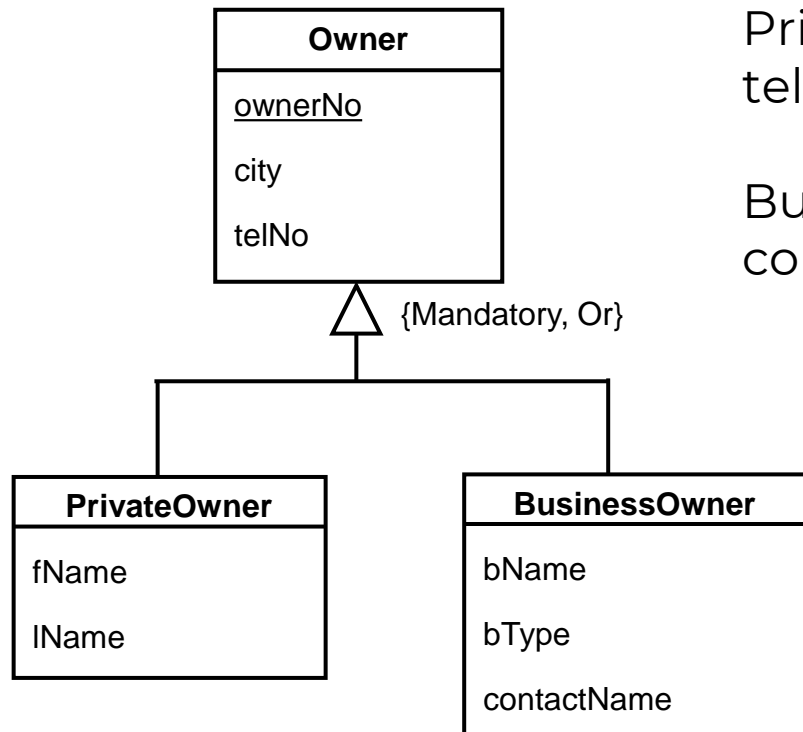 Owner
ownerNo
city
telNo
{Mandatory, Or}
PrivateOwner
fName
lName
BusinessOwner
bName
bType
contactName